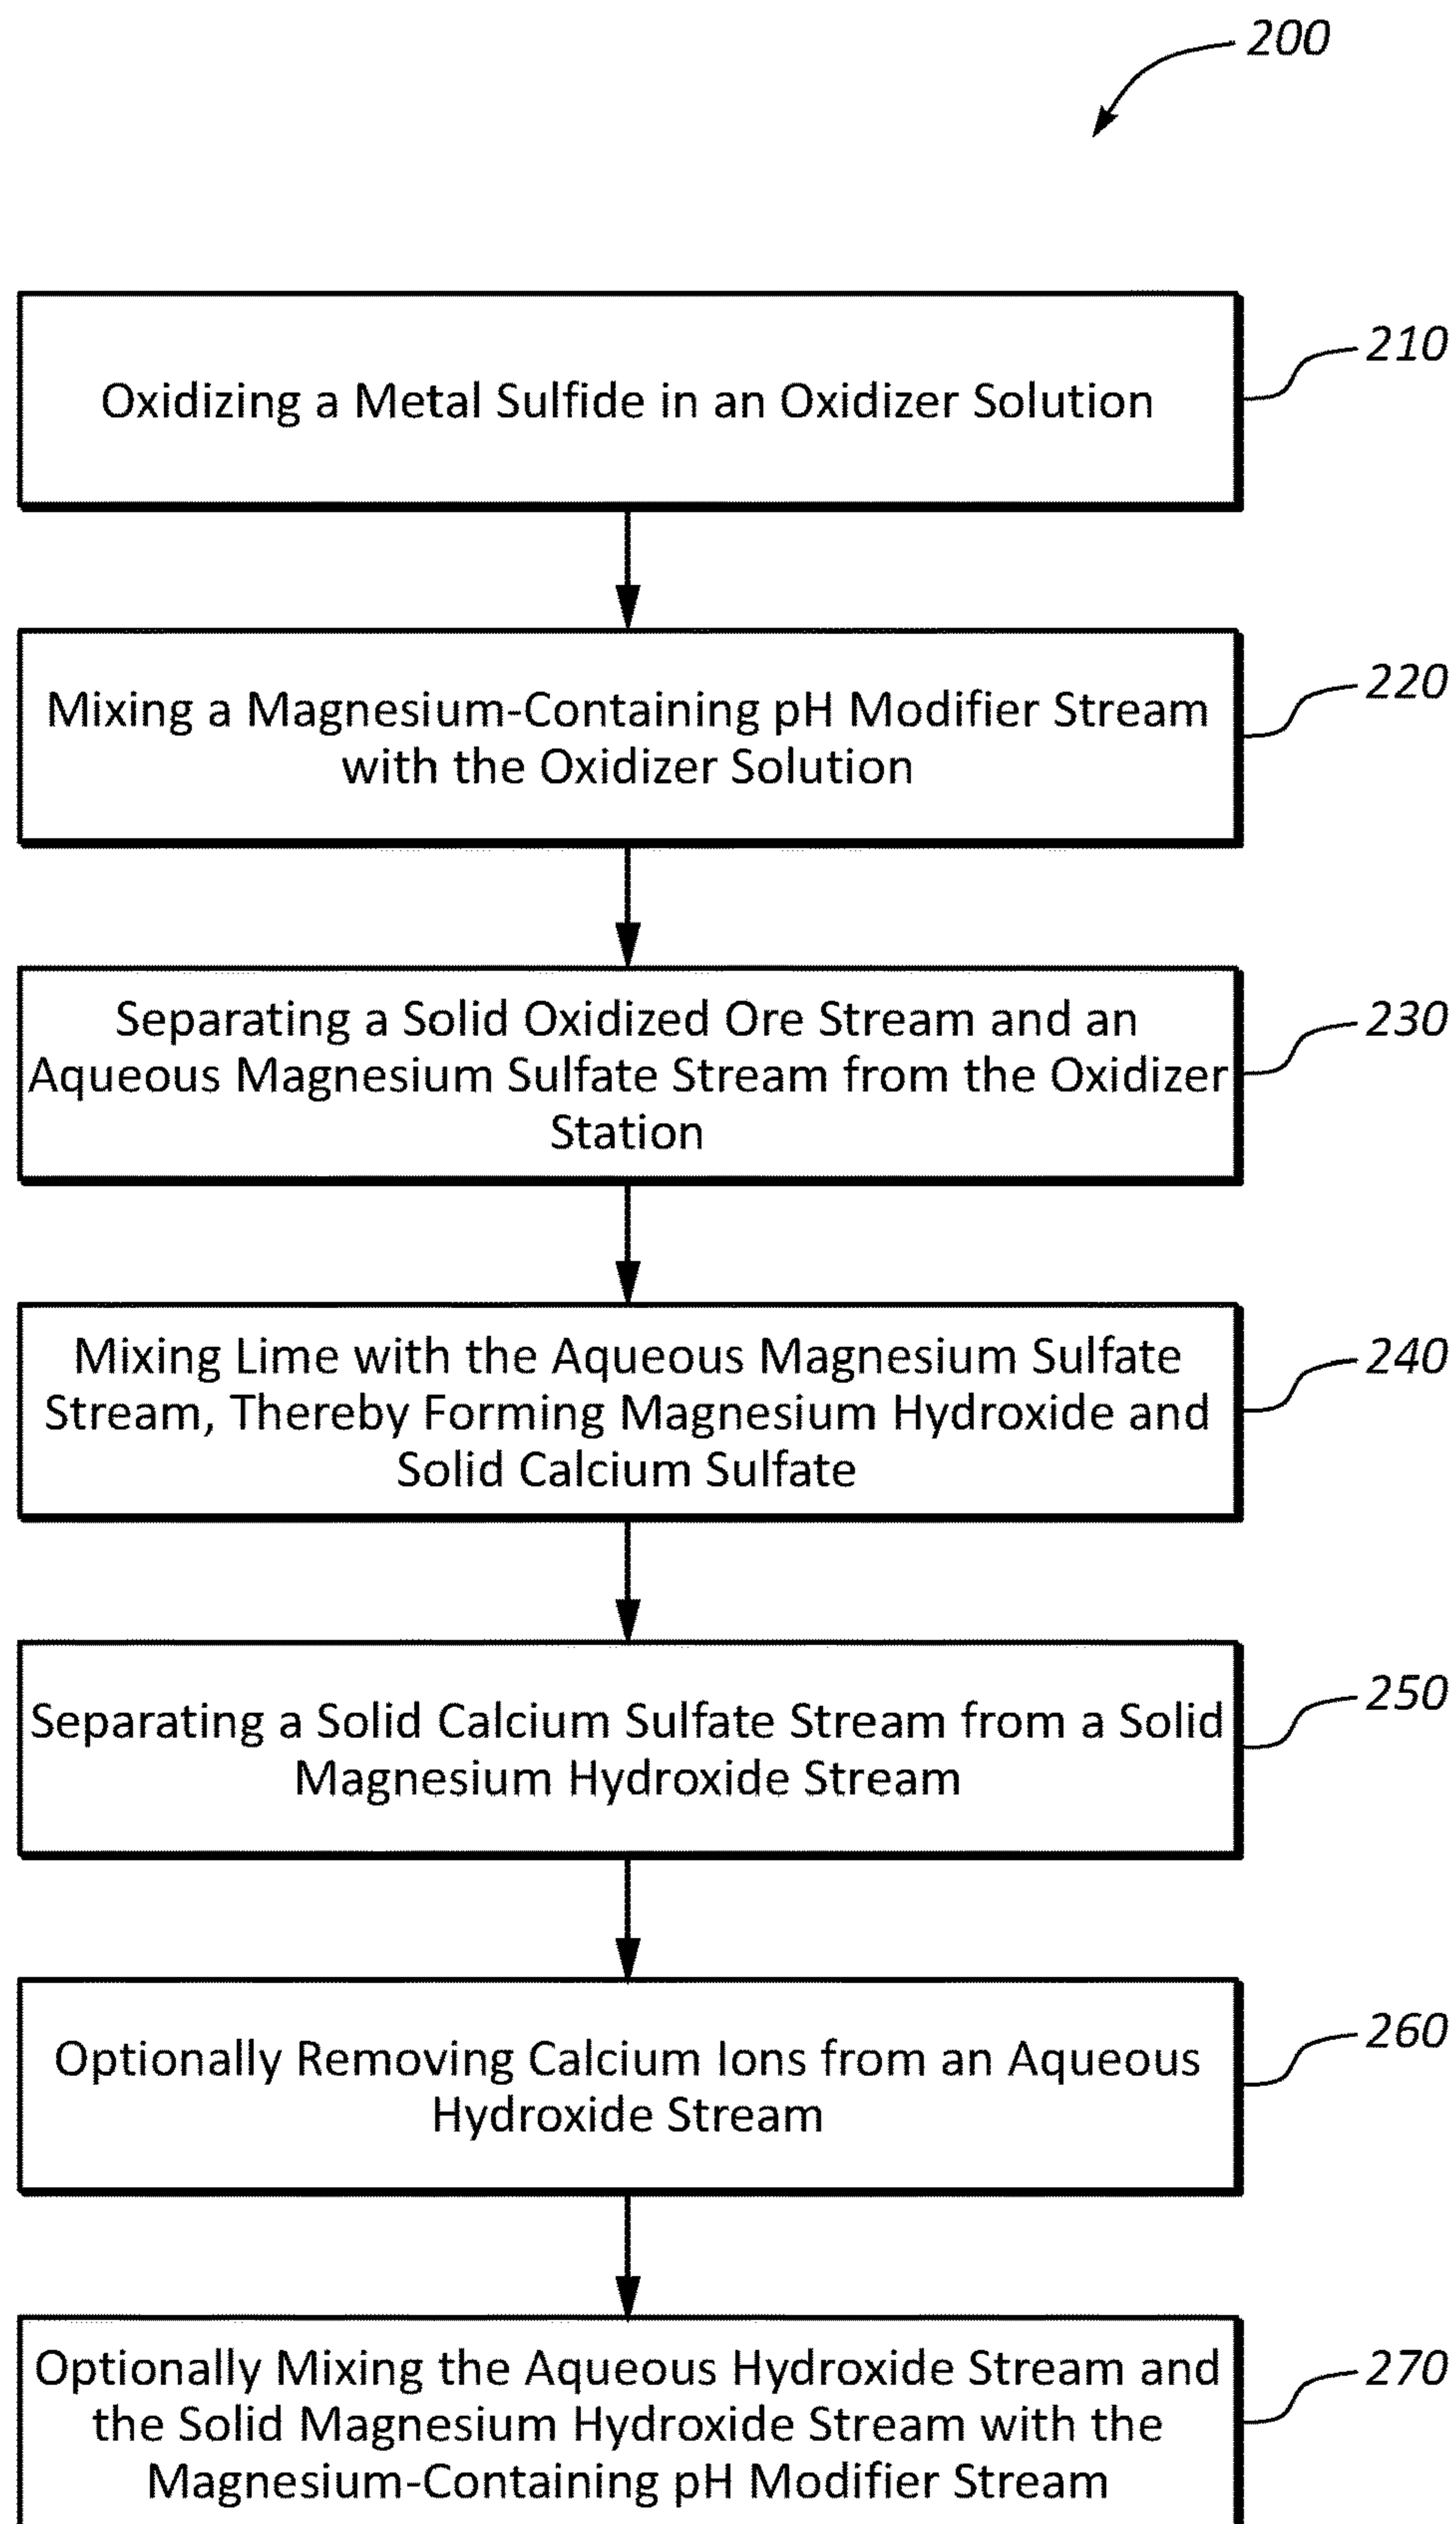 200
Oxidizing a Metal Sulfide in an Oxidizer Solution
210
Mixing a Magnesium-Containing pH Modifier Stream
with the Oxidizer Solution
220
Separating a Solid Oxidized Ore Stream and an
Aqueous Magnesium Sulfate Stream from the Oxidizer
Station
230
Mixing Lime with the Aqueous Magnesium Sulfate
Stream, Thereby Forming Magnesium Hydroxide and
Solid Calcium Sulfate
240
Separating a Solid Calcium Sulfate Stream from a Solid
Magnesium Hydroxide Stream
250
Optionally Removing Calcium Ions from an Aqueous
Hydroxide Stream
260
Optionally Mixing the Aqueous Hydroxide Stream and
the Solid Magnesium Hydroxide Stream with the
Magnesium-Containing pH Modifier Stream
270